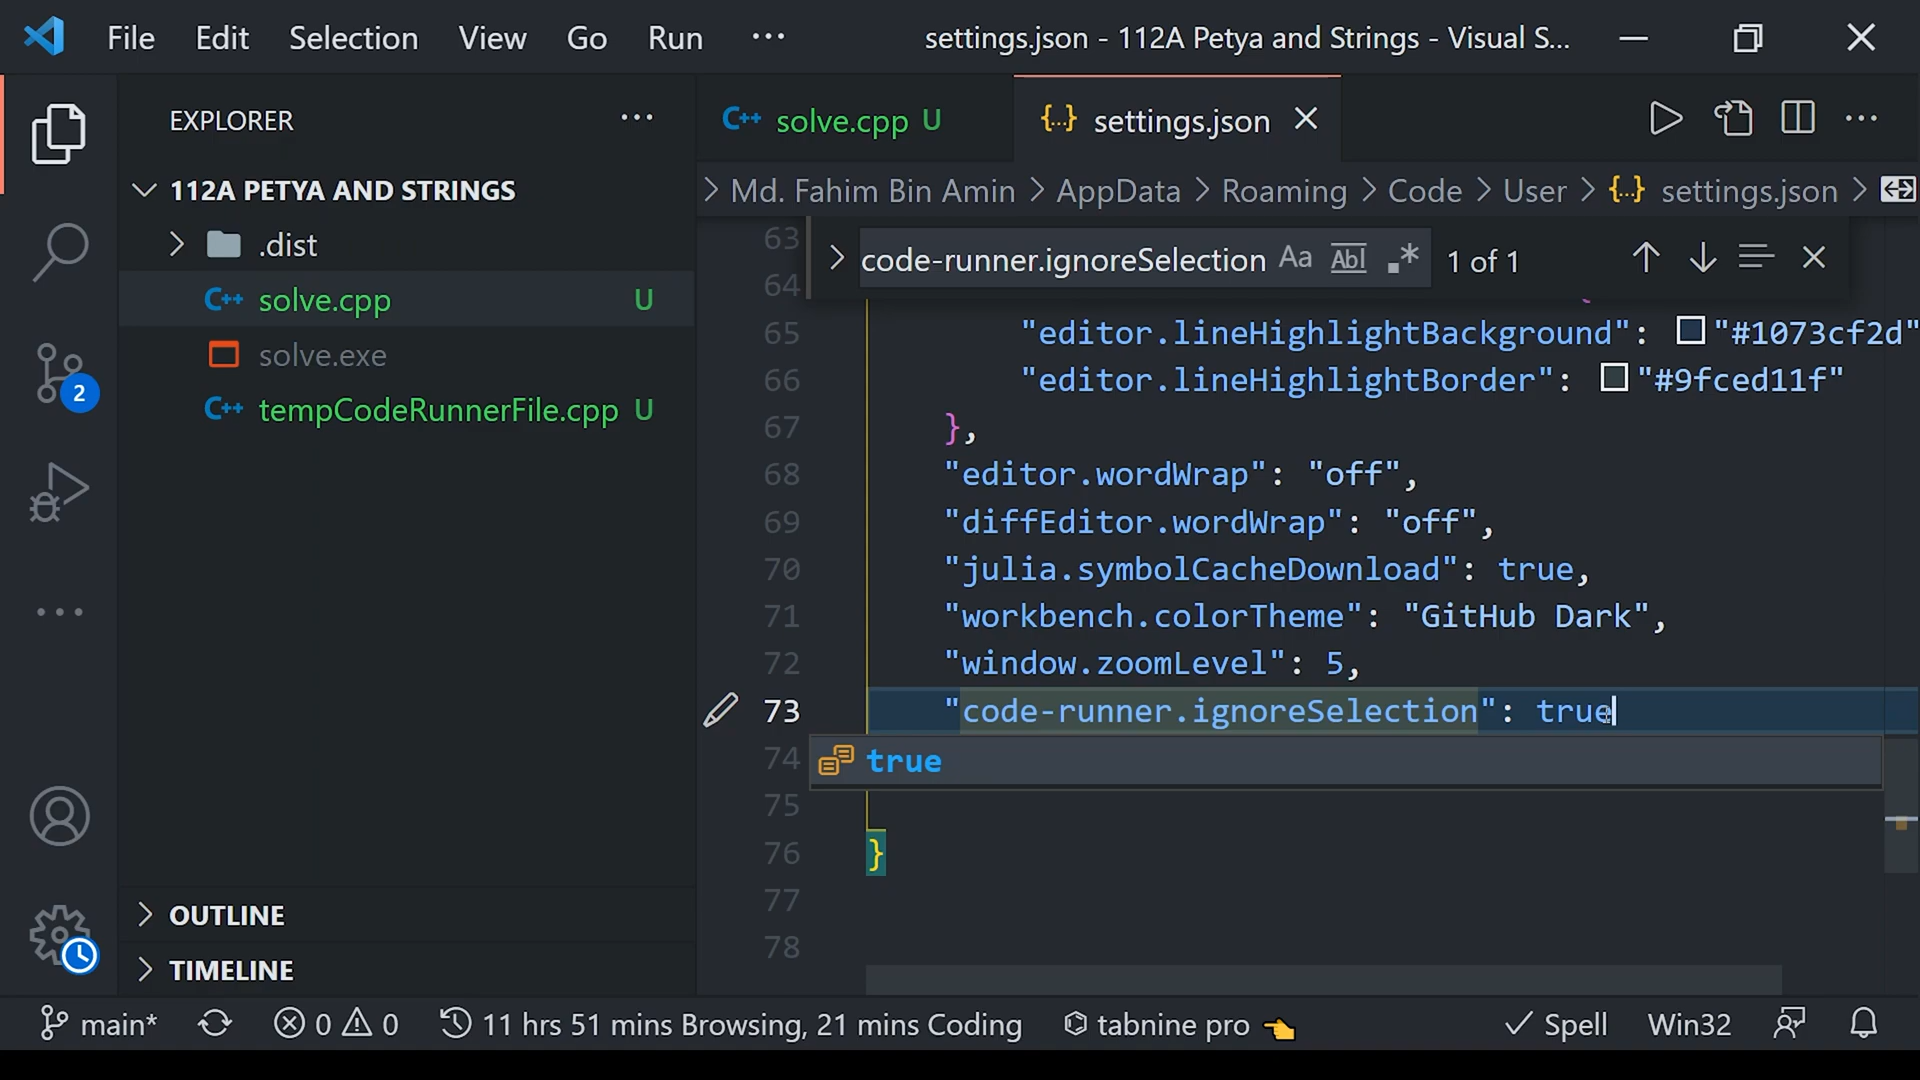 File Edit Selection View Go Run ··· settings.json - 112A Petya and Strings - Visual S...
EXPLORER ···
112A PETYA AND STRINGS
.dist
C++ solve.cpp U
solve.exe
C++ tempCodeRunnerFile.cpp U
OUTLINE
TIMELINE
2
C++ solve.cpp U
{...} settings.json
> Md. Fahim Bin Amin > AppData > Roaming > Code > User > {...} settings.json >
code-runner.ignoreSelection Aa Abl .* 1 of 1
63
64
65 "editor.lineHighlightBackground": "#1073cf2d"
66 "editor.lineHighlightBorder": "#9fced11f"
67 },
68 "editor.wordWrap": "off",
69 "diffEditor.wordWrap": "off",
70 "julia.symbolCacheDownload": true,
71 "workbench.colorTheme": "GitHub Dark",
72 "window.zoomLevel": 5,
73 "code-runner.ignoreSelection": true
74 true
75
76 }
77
78
main* 0 0 11 hrs 51 mins Browsing, 21 mins Coding tabnine pro 👈 Spell Win32